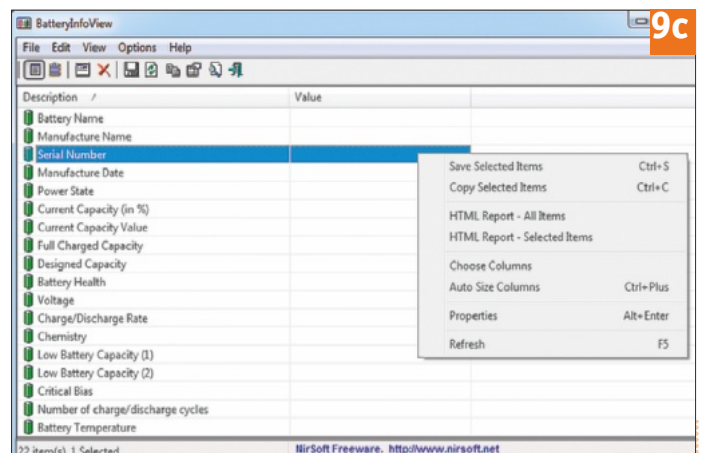 BatteryInfoView
9c
File Edit View Options Help
Description / Value
Battery Name
Manufacture Name
Serial Number
Manufacture Date
Power State
Current Capacity (in %)
Current Capacity Value
Full Charged Capacity
Designed Capacity
Battery Health
Voltage
Charge/Discharge Rate
Chemistry
Low Battery Capacity (1)
Low Battery Capacity (2)
Critical Bias
Number of charge/discharge cycles
Battery Temperature
Save Selected Items Ctrl+S
Copy Selected Items Ctrl+C
HTML Report - All Items
HTML Report - Selected Items
Choose Columns
Auto Size Columns Ctrl+Plus
Properties Alt+Enter
Refresh F5
22 item(s), 1 Selected NirSoft Freeware. http://www.nirsoft.net